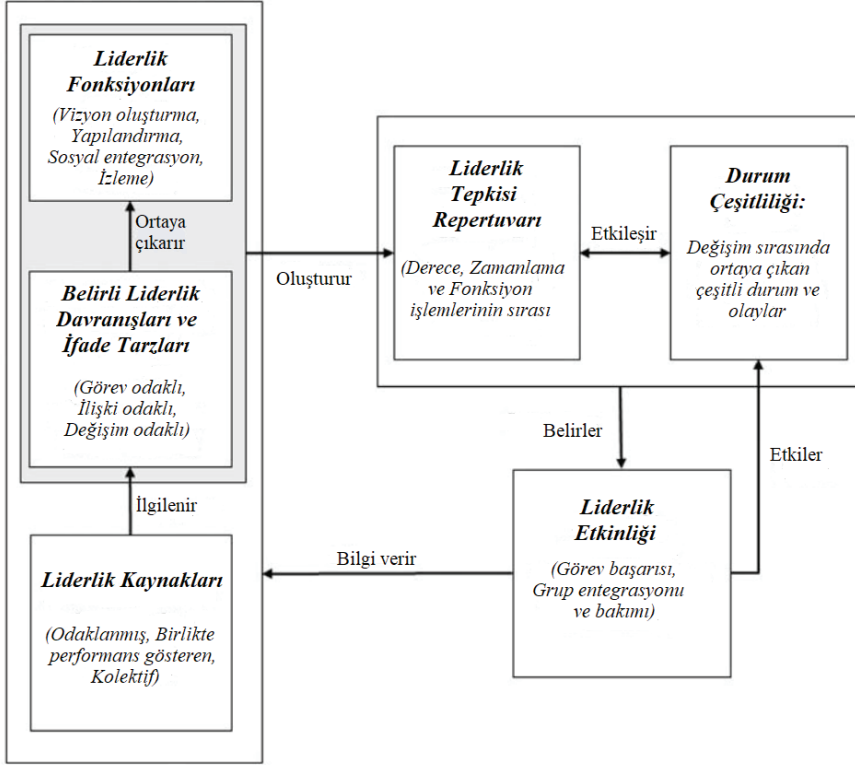 Liderlik
Fonksiyonları
(Vizyon oluşturma,
Yapılandırma,
Sosyal entegrasyon,
İzleme)
Ortaya
çıkarır
Belirli Liderlik
Davranışları ve
İfade Tarzları
(Görev odaklı,
İlişki odaklı,
Değişim odaklı)
İlgilenir
Liderlik Kaynakları
(Odaklanmış, Birlikte
performans gösteren,
Kolektif)
Oluşturur
Liderlik
Tepkisi
Repertuvarı
(Derece, Zamanlama
ve Fonksiyon
işlemlerinin sırası
Etkileşir
Durum
Çeşitliliği:
Değişim sırasında
ortaya çıkan
çeşitli durum ve
olaylar
Belirler
Etkiler
Liderlik
Etkinliği
(Görev başarısı,
Grup entegrasyonu
ve bakımı)
Bilgi verir